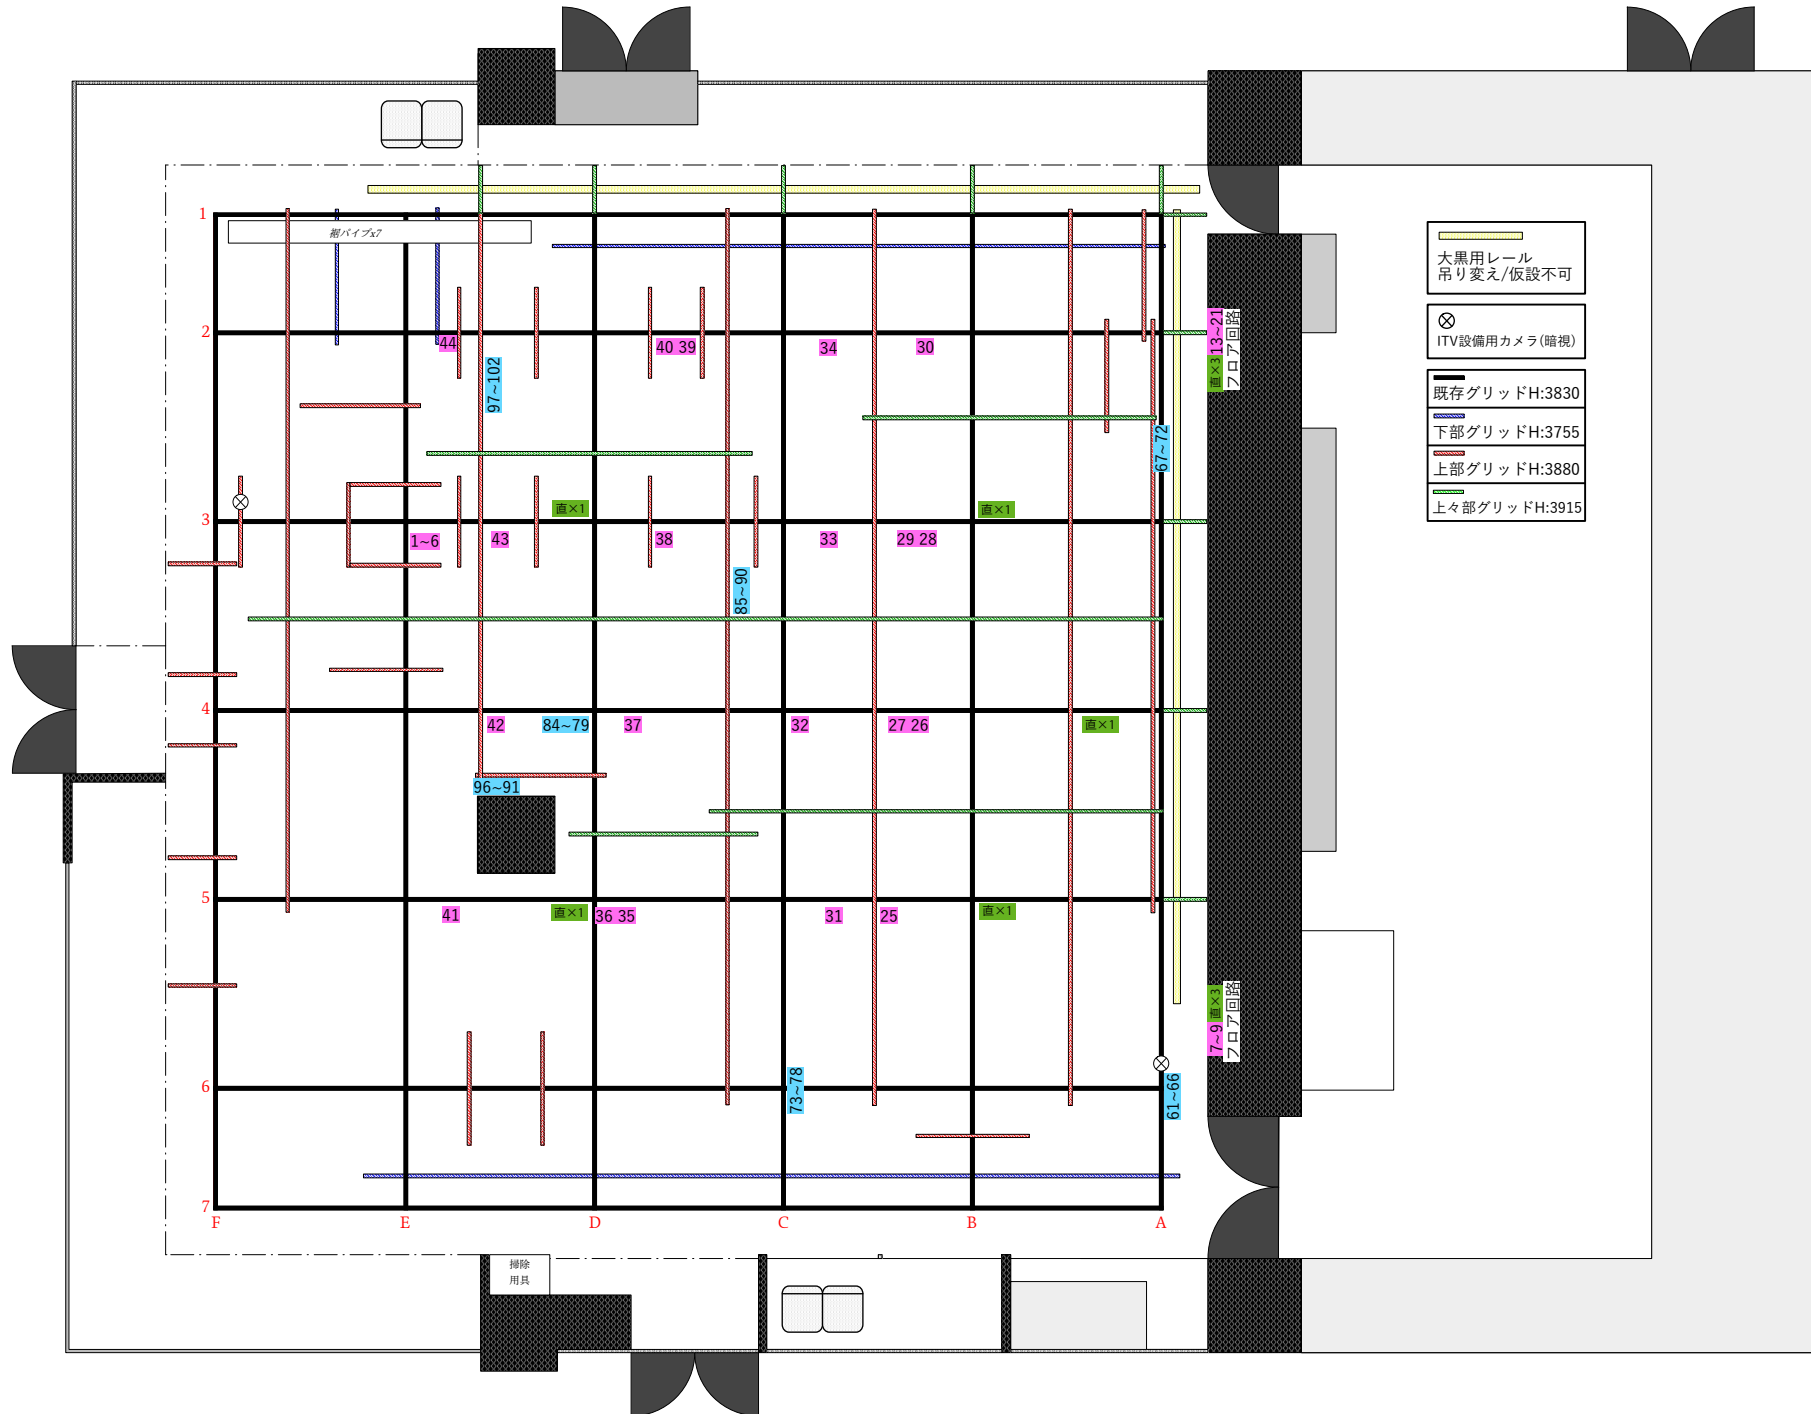 1
裾パイプx7
2
44
40 39
34
30
97~102
13~21
直×3
フロア回路
67~72
大黒用レール
吊り変え/仮設不可
ITV設備用カメラ(暗視)
既存グリッドH:3830
下部グリッドH:3755
上部グリッドH:3880
上々部グリッドH:3915
3
直×1
直×1
1~6
43
38
33
29 28
85~90
4
42
84~79
37
32
27 26
直×1
96~91
5
41
直×1
36 35
31
25
直×1
7~9
直×3
フロア回路
6
73~78
61~66
7
F
E
D
C
B
A
掃除
用具